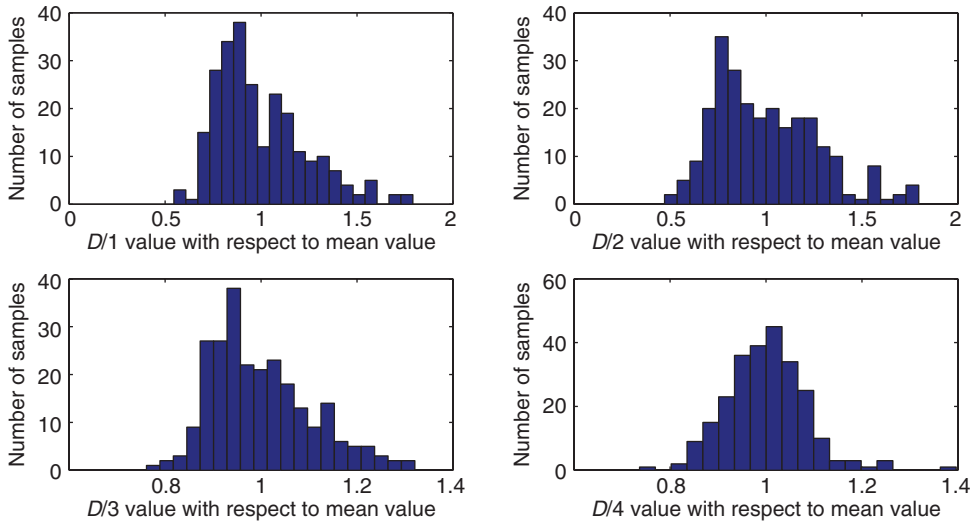 Number of samples
40
30
20
10
0
0 0.5 1 1.5 2
D/1 value with respect to mean value
Number of samples
40
30
20
10
0
0 0.5 1 1.5 2
D/2 value with respect to mean value
Number of samples
40
30
20
10
0
0.8 1 1.2 1.4
D/3 value with respect to mean value
Number of samples
60
40
20
0
0.8 1 1.2 1.4
D/4 value with respect to mean value